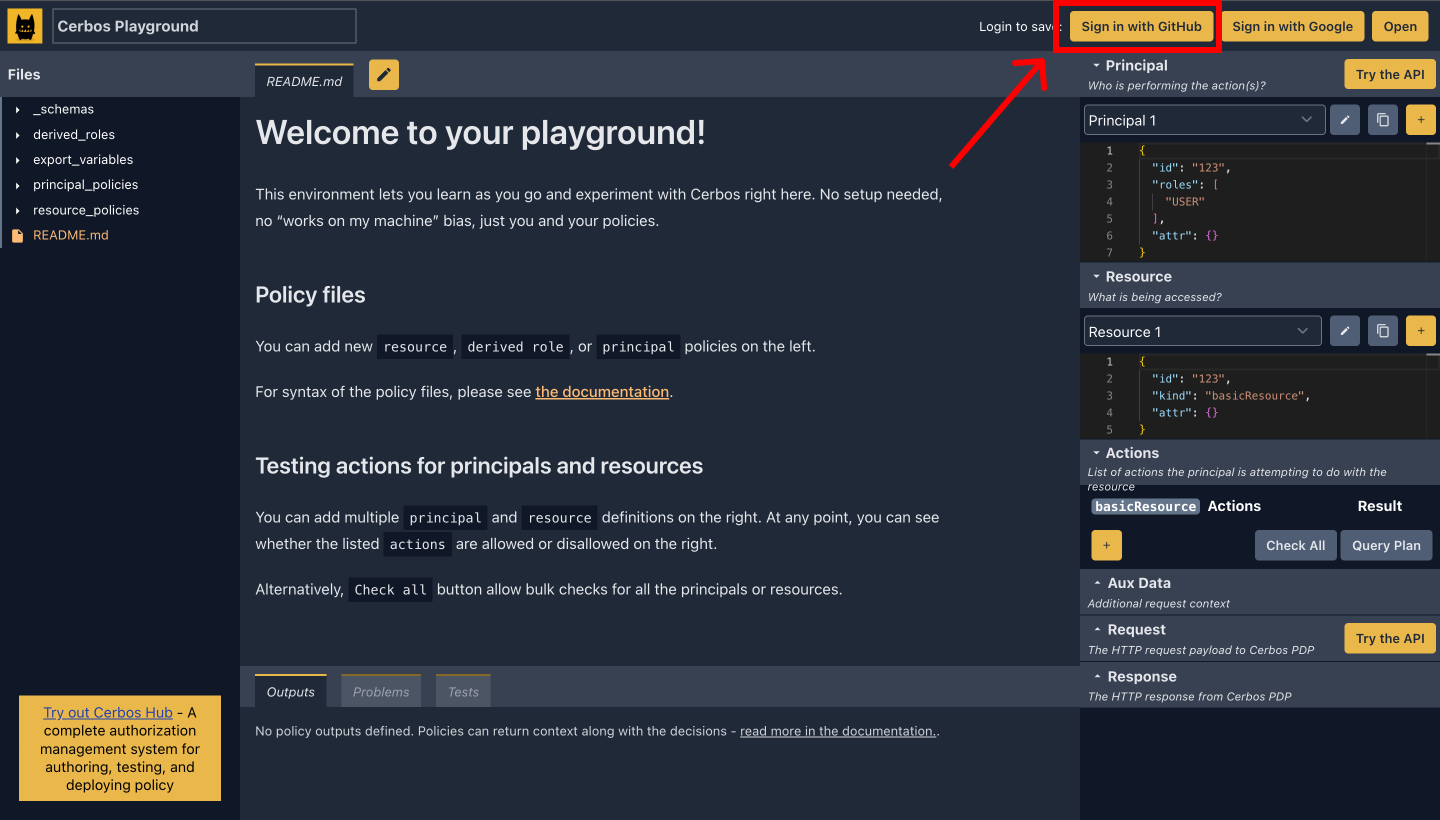 Cerbos Playground
Login to save:
Sign in with GitHub
Sign in with Google
Open
Files
_schemas
derived_roles
export_variables
principal_policies
resource_policies
README.md
Try out Cerbos Hub - A
complete authorization
management system for
authoring, testing, and
deploying policy
README.md
Welcome to your playground!
This environment lets you learn as you go and experiment with Cerbos right here. No setup needed,
no “works on my machine” bias, just you and your policies.
Policy files
You can add new resource, derived role, or principal policies on the left.
For syntax of the policy files, please see the documentation.
Testing actions for principals and resources
You can add multiple principal and resource definitions on the right. At any point, you can see
whether the listed actions are allowed or disallowed on the right.
Alternatively, Check all button allow bulk checks for all the principals or resources.
Outputs
Problems
Tests
No policy outputs defined. Policies can return context along with the decisions - read more in the documentation..
Principal
Who is performing the action(s)?
Try the API
Principal 1
+
1 {
2 "id": "123",
3 "roles": [
4 "USER"
5 ],
6 "attr": {}
7 }
Resource
What is being accessed?
Resource 1
+
1 {
2 "id": "123",
3 "kind": "basicResource",
4 "attr": {}
5 }
Actions
List of actions the principal is attempting to do with the
resource
basicResource Actions Result
+
Check All
Query Plan
Aux Data
Additional request context
Request
The HTTP request payload to Cerbos PDP
Try the API
Response
The HTTP response from Cerbos PDP